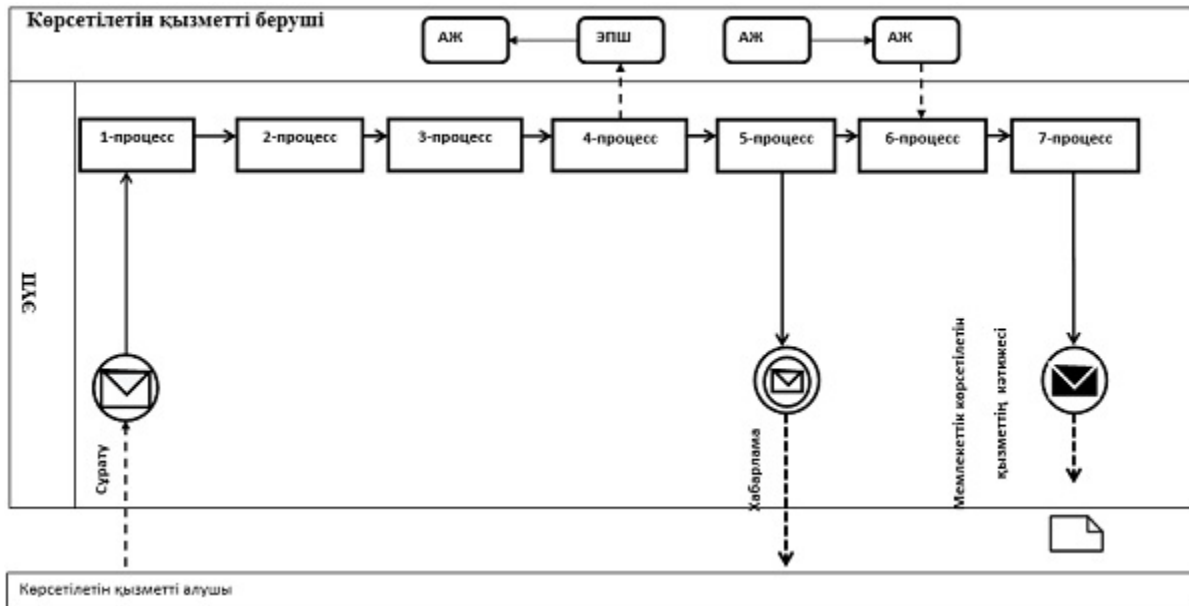 Көрсетілетін қызметті беруші
АЖ
ЭПШ
АЖ
АЖ
ЭҮП
1-процесс
2-процесс
3-процесс
4-процесс
5-процесс
6-процесс
7-процесс
Сұрату
Хабарлама
Мемлекеттік көрсетілетін
қызметтің нәтижесі
Көрсетілетін қызметті алушы